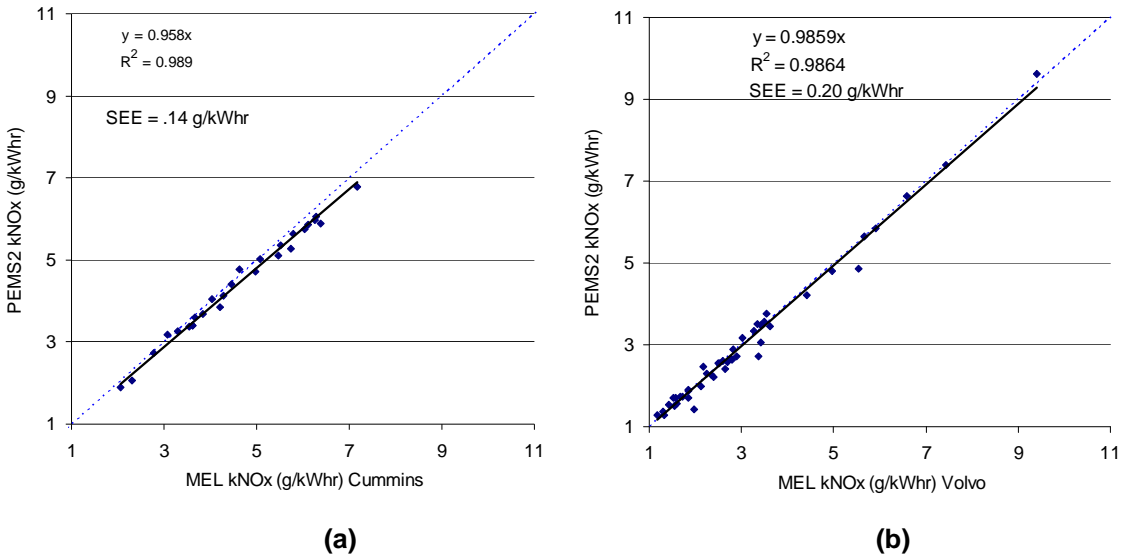 11
9
7
5
3
1
PEMS2 kNOx (g/kWhr)
y = 0.958x
R² = 0.989
SEE = .14 g/kWhr
1 3 5 7 9 11
MEL kNOx (g/kWhr) Cummins
(a)
11
9
7
5
3
1
PEMS2 kNOx (g/kWhr)
y = 0.9859x
R² = 0.9864
SEE = 0.20 g/kWhr
1 3 5 7 9 11
MEL kNOx (g/kWhr) Volvo
(b)